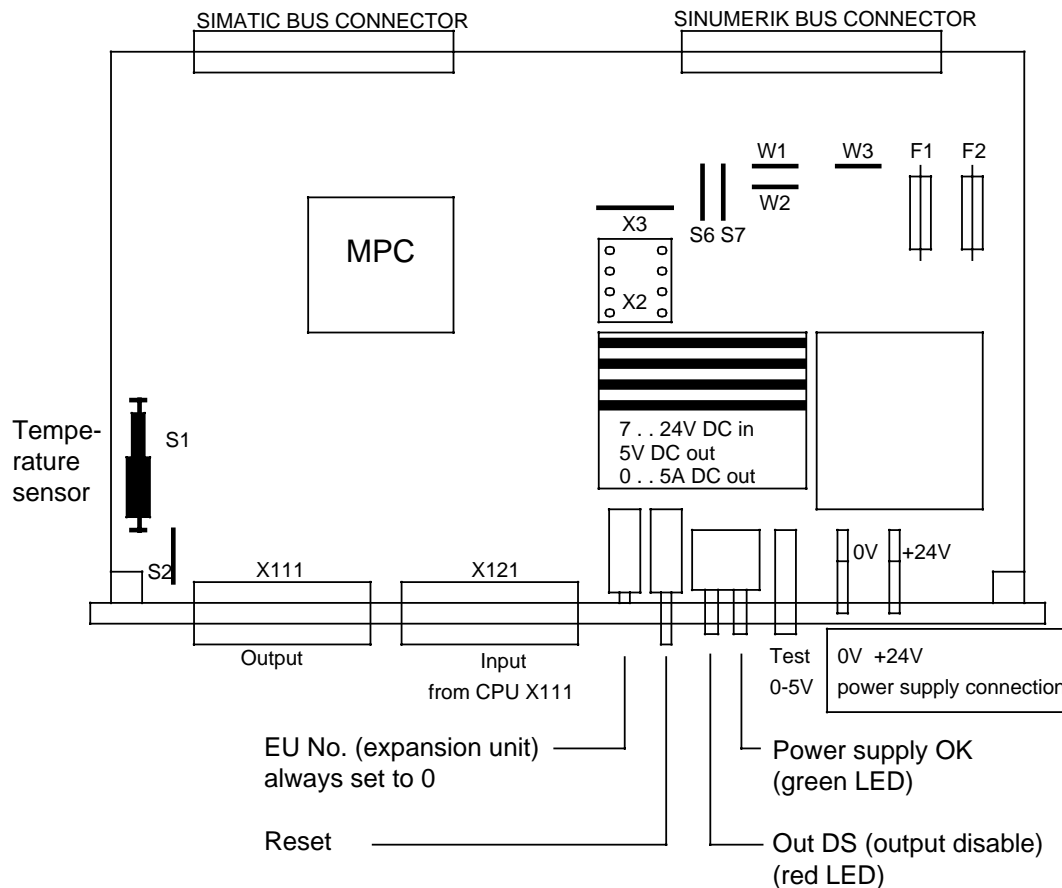 SIMATIC BUS CONNECTOR
SINUMERIK BUS CONNECTOR
W1
W3
F1
F2
W2
X3
S6 S7
MPC
X2
7 . . 24V DC in
5V DC out
0 . . 5A DC out
Tempe-
rature
sensor
S1
0V
+24V
S2
X111
X121
Output
Input
from CPU X111
Test
0-5V
0V +24V
power supply connection
EU No. (expansion unit)
always set to 0
Power supply OK
(green LED)
Reset
Out DS (output disable)
(red LED)